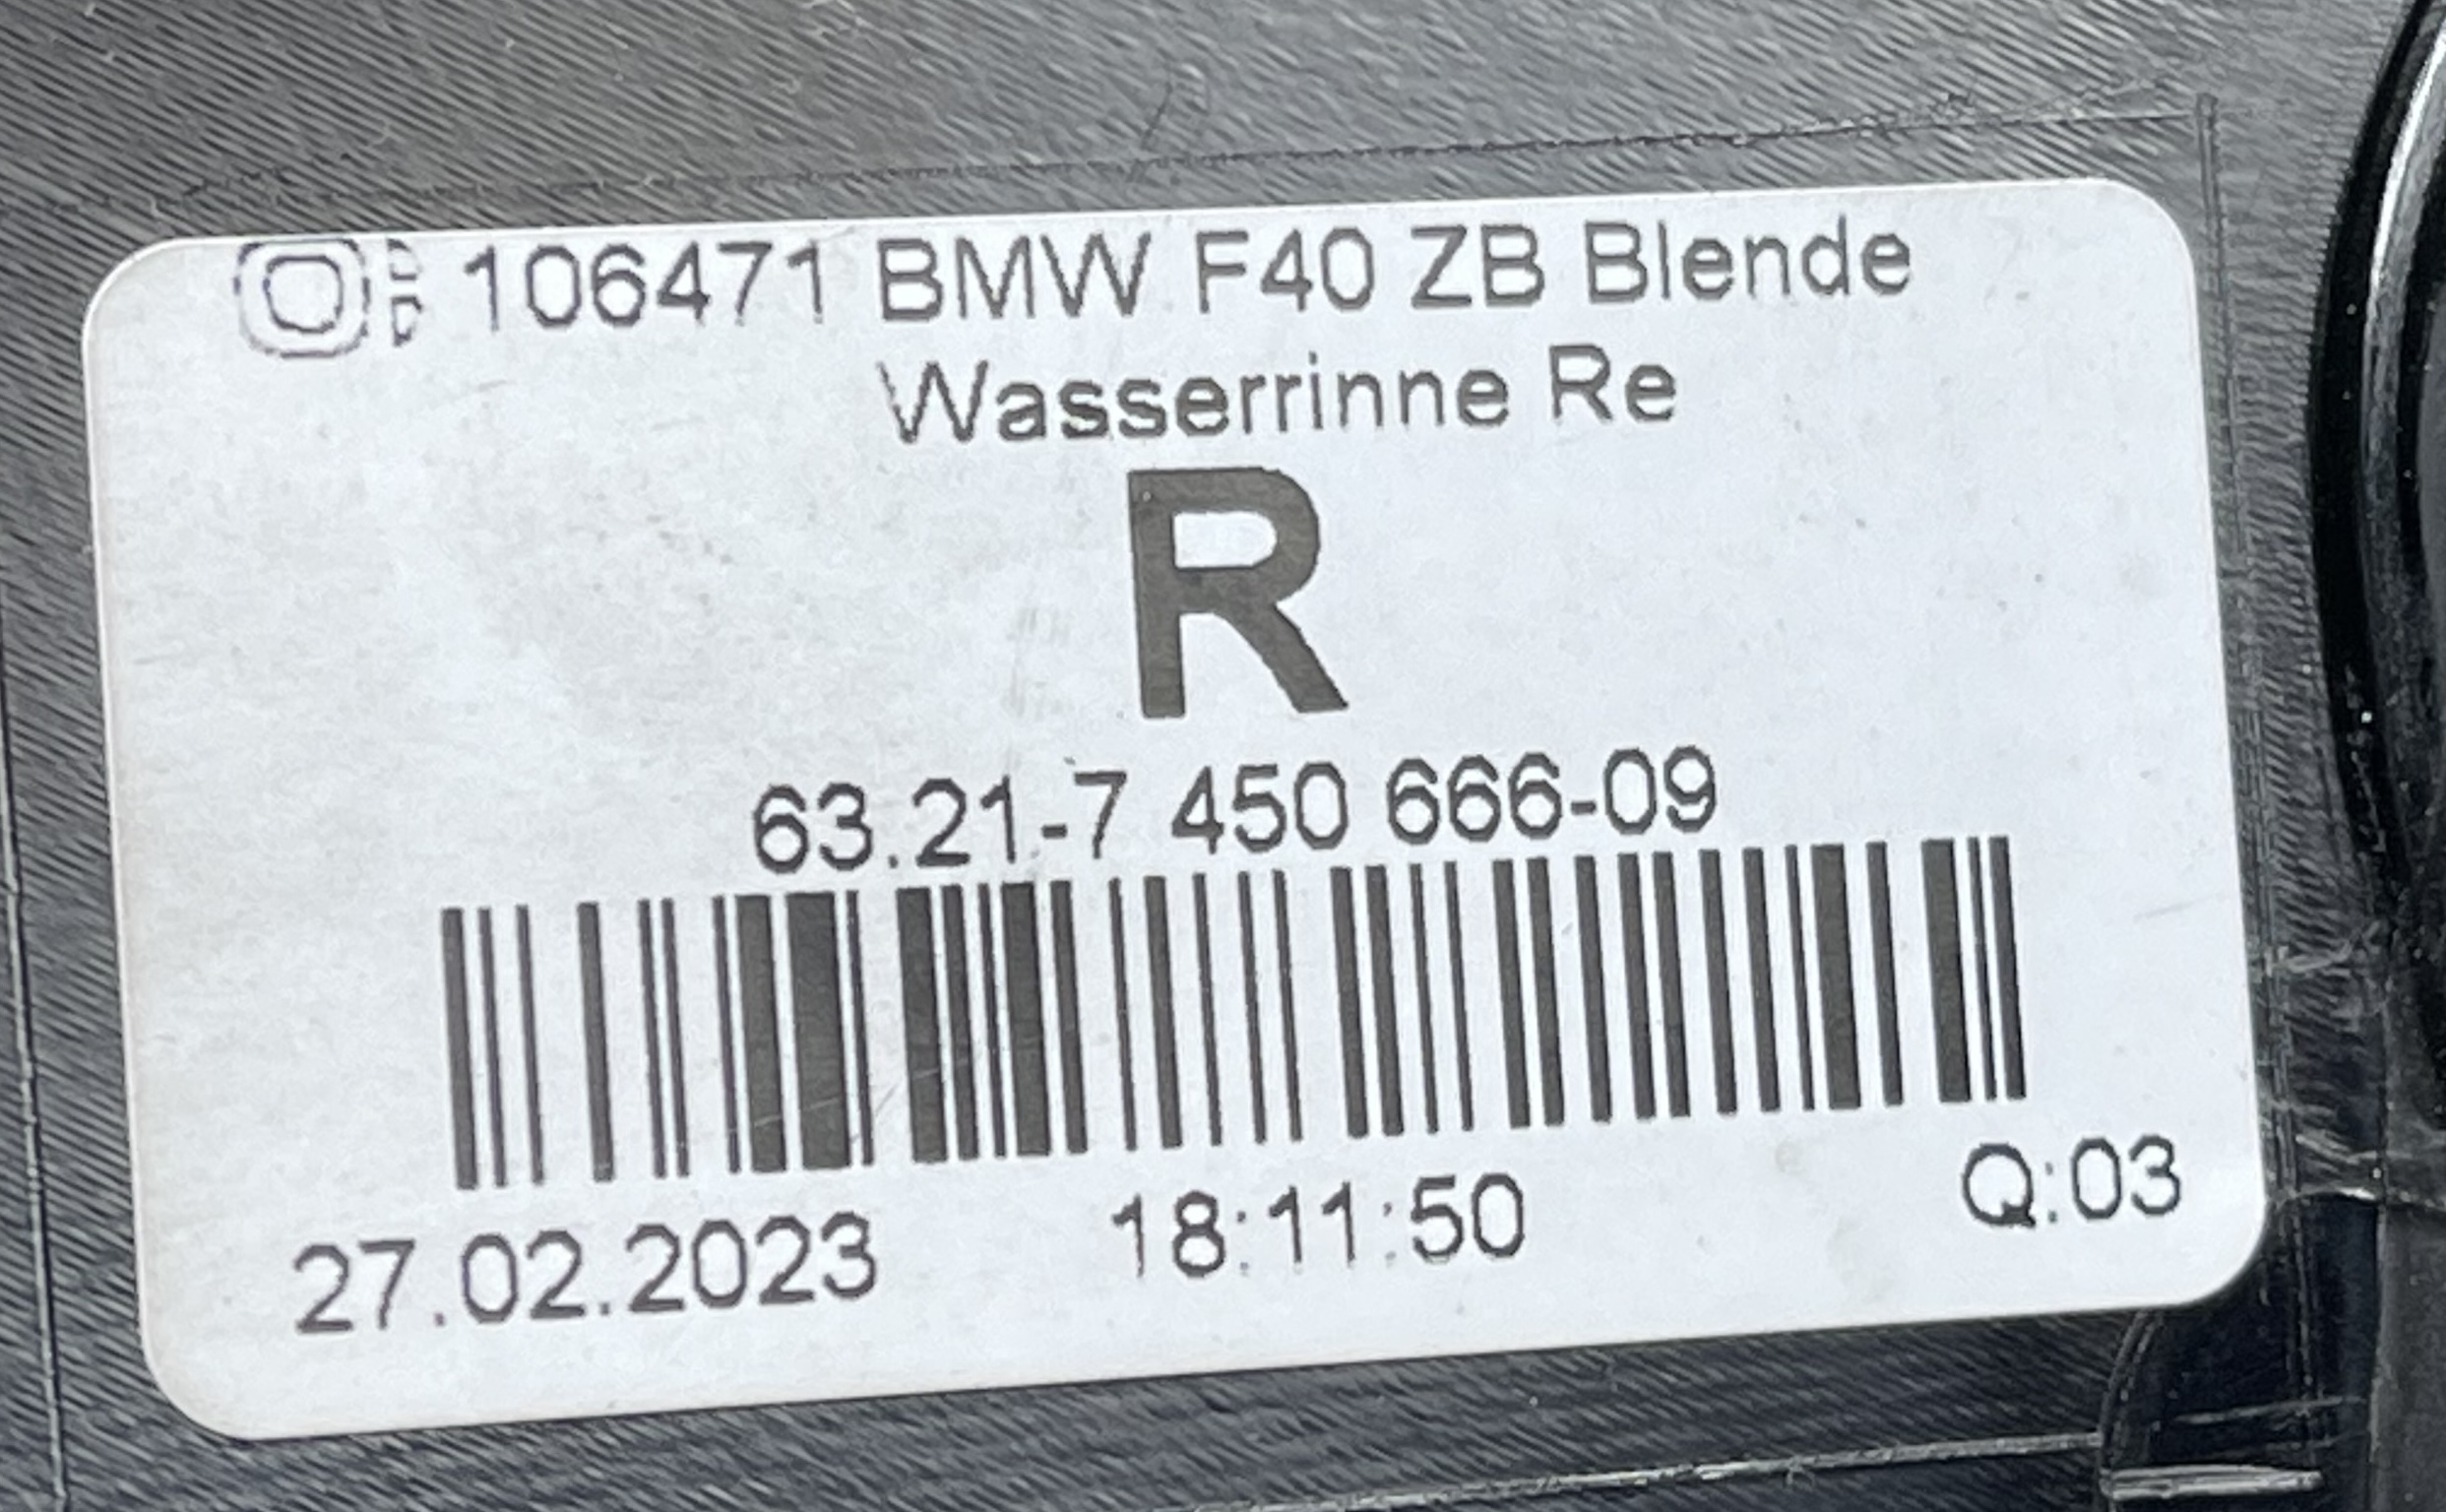 106471 BMW F40 ZB Blende
Wasserrinne Re
R
63.21-7 450 666-09
27.02.2023 18:11:50 Q:03